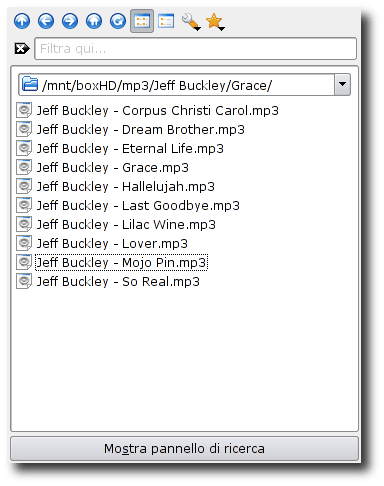 Filtra qui...
/mnt/boxHD/mp3/Jeff Buckley/Grace/
Jeff Buckley - Corpus Christi Carol.mp3
Jeff Buckley - Dream Brother.mp3
Jeff Buckley - Eternal Life.mp3
Jeff Buckley - Grace.mp3
Jeff Buckley - Hallelujah.mp3
Jeff Buckley - Last Goodbye.mp3
Jeff Buckley - Lilac Wine.mp3
Jeff Buckley - Lover.mp3
Jeff Buckley - Mojo Pin.mp3
Jeff Buckley - So Real.mp3
Mostra pannello di ricerca